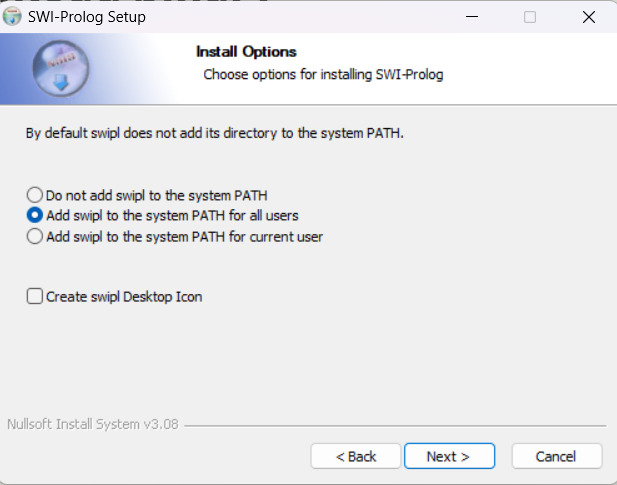 SWI-Prolog Setup
Install Options
Choose options for installing SWI-Prolog
By default swipl does not add its directory to the system PATH.
Do not add swipl to the system PATH
Add swipl to the system PATH for all users
Add swipl to the system PATH for current user
Create swipl Desktop Icon
Nullsoft Install System v3.08
< Back
Next >
Cancel